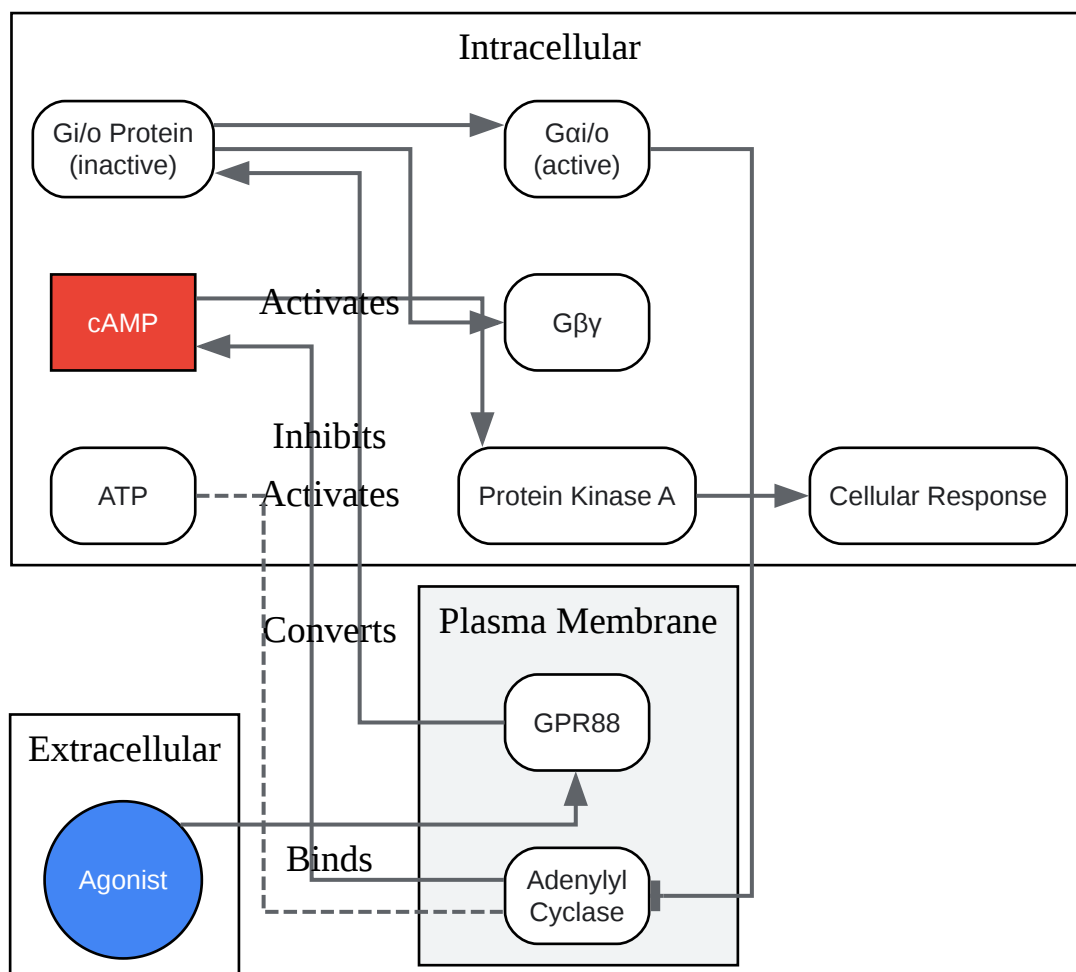 Intracellular
Gi/o Protein
(inactive)
Gαi/o
(active)
cAMP
Activates
Gβγ
Inhibits
ATP
Activates
Protein Kinase A
Cellular Response
Converts
Plasma Membrane
GPR88
Extracellular
Agonist
Binds
Adenylyl
Cyclase